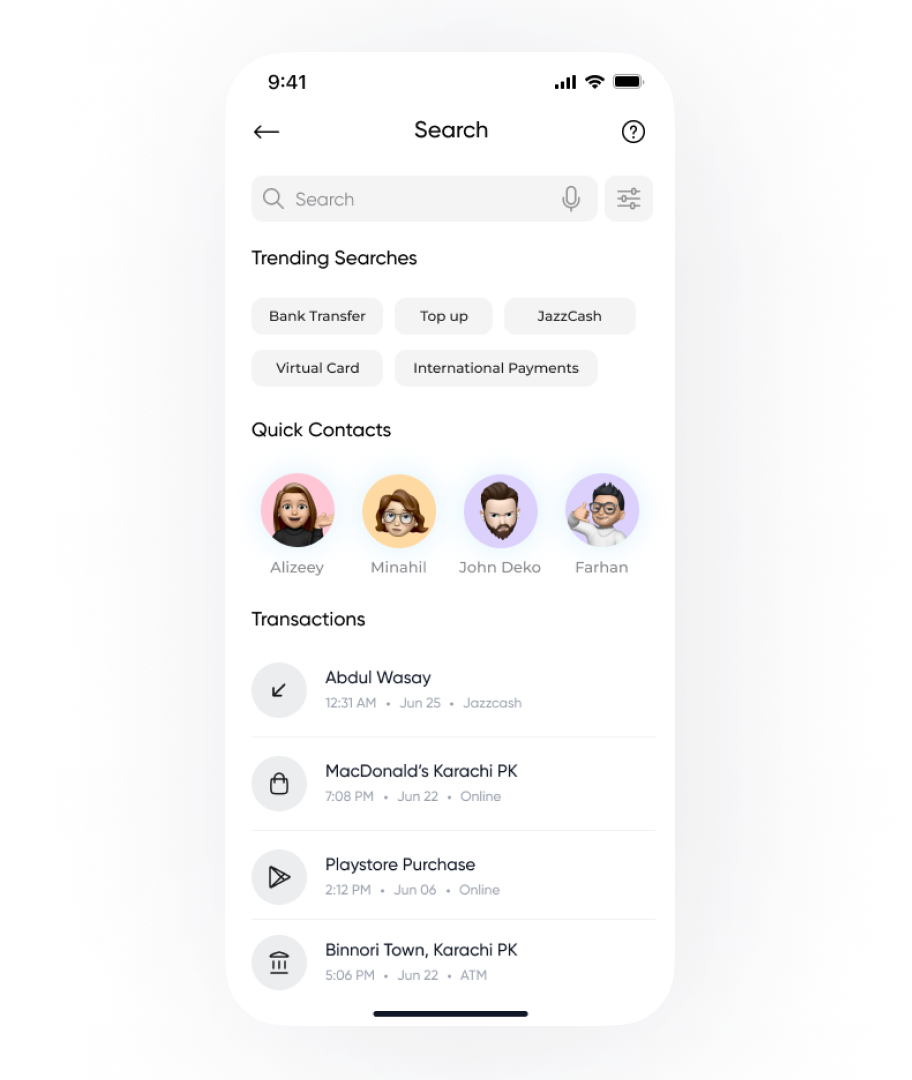 9:41
Search
Search
Trending Searches
Bank Transfer Top up JazzCash
Virtual Card International Payments
Quick Contacts
Alizeey Minahil John Deko Farhan
Transactions
Abdul Wasay
12:31 AM • Jun 25 • Jazzcash
MacDonald's Karachi PK
7:08 PM • Jun 22 • Online
Playstore Purchase
2:12 PM • Jun 06 • Online
Binnori Town, Karachi PK
5:06 PM • Jun 22 • ATM